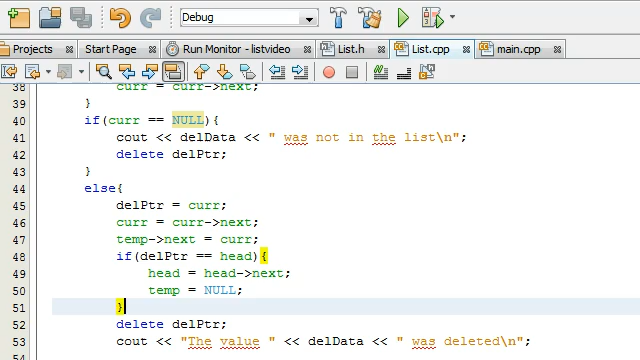 Debug
Projects Start Page Run Monitor - listvideo List.h List.cpp main.cpp
38 curr = curr->next;
39 }
40 if(curr == NULL){
41 cout << delData << " was not in the list\n";
42 delete delPtr;
43 }
44 else{
45 delPtr = curr;
46 curr = curr->next;
47 temp->next = curr;
48 if(delPtr == head){
49 head = head->next;
50 temp = NULL;
51 }
52 delete delPtr;
53 cout << "The value " << delData << " was deleted\n";